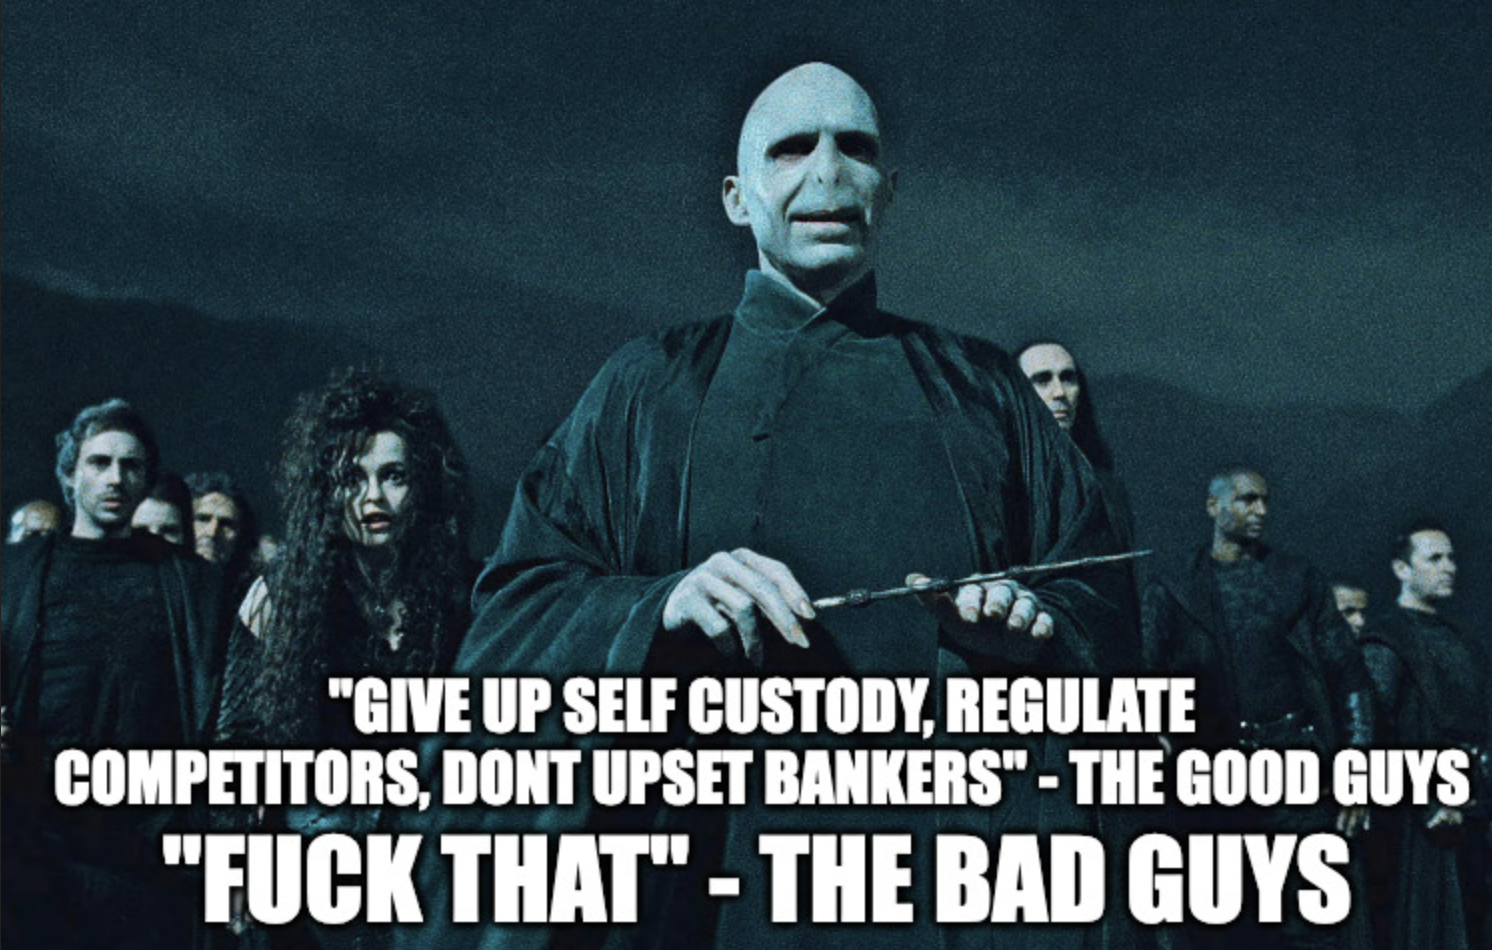 "GIVE UP SELF CUSTODY, REGULATE
COMPETITORS, DONT UPSET BANKERS" - THE GOOD GUYS
"FUCK THAT" - THE BAD GUYS